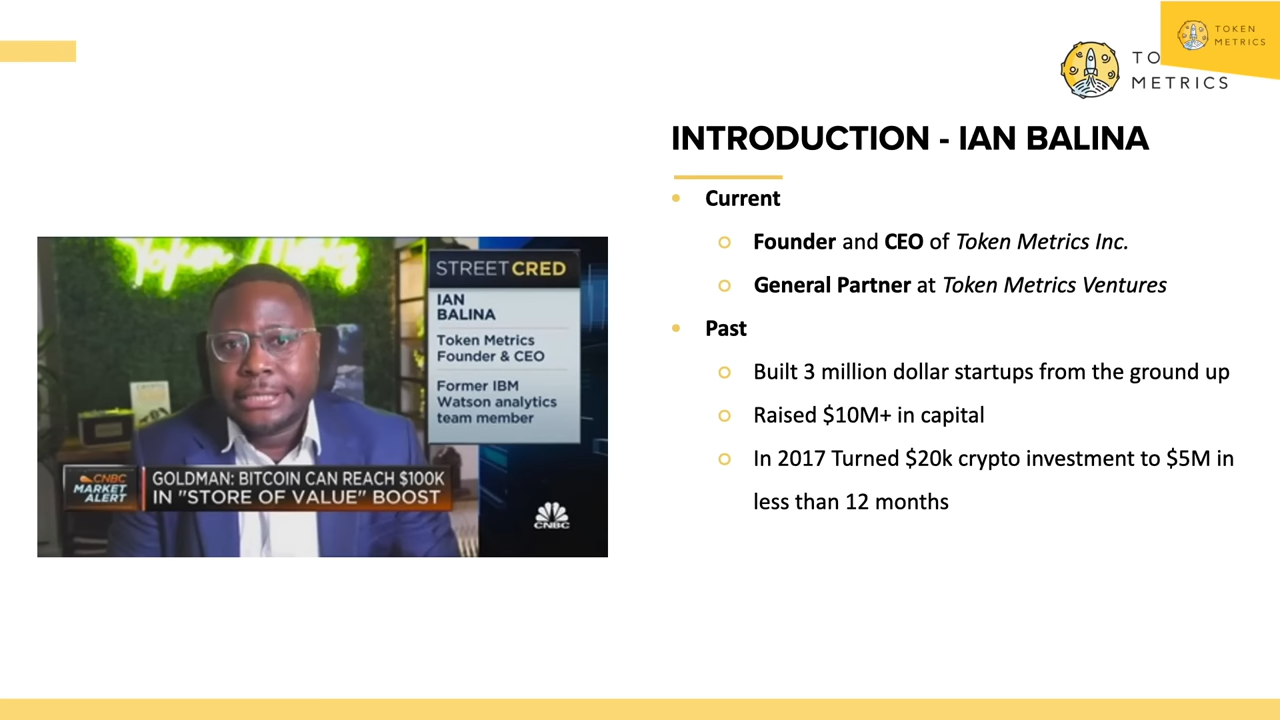 TOKEN
METRICS
TO
METRICS
INTRODUCTION - IAN BALINA
• Current
Founder and CEO of Token Metrics Inc.
General Partner at Token Metrics Ventures
• Past
Built 3 million dollar startups from the ground up
Raised $10M+ in capital
In 2017 Turned $20k crypto investment to $5M in
less than 12 months
Token Metrics
STREETCRED
IAN
BALINA
Token Metrics
Founder & CEO
Former IBM
Watson analytics
team member
CNBC
MARKET
ALERT
GOLDMAN: BITCOIN CAN REACH $100K
IN "STORE OF VALUE" BOOST
CNBC